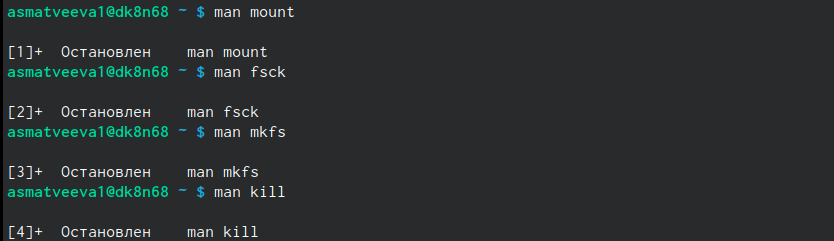 asmatveeva1@dk8n68 ~ $ man mount
[1]+  Остановлен    man mount
asmatveeva1@dk8n68 ~ $ man fsck
[2]+  Остановлен    man fsck
asmatveeva1@dk8n68 ~ $ man mkfs
[3]+  Остановлен    man mkfs
asmatveeva1@dk8n68 ~ $ man kill
[4]+  Остановлен    man kill